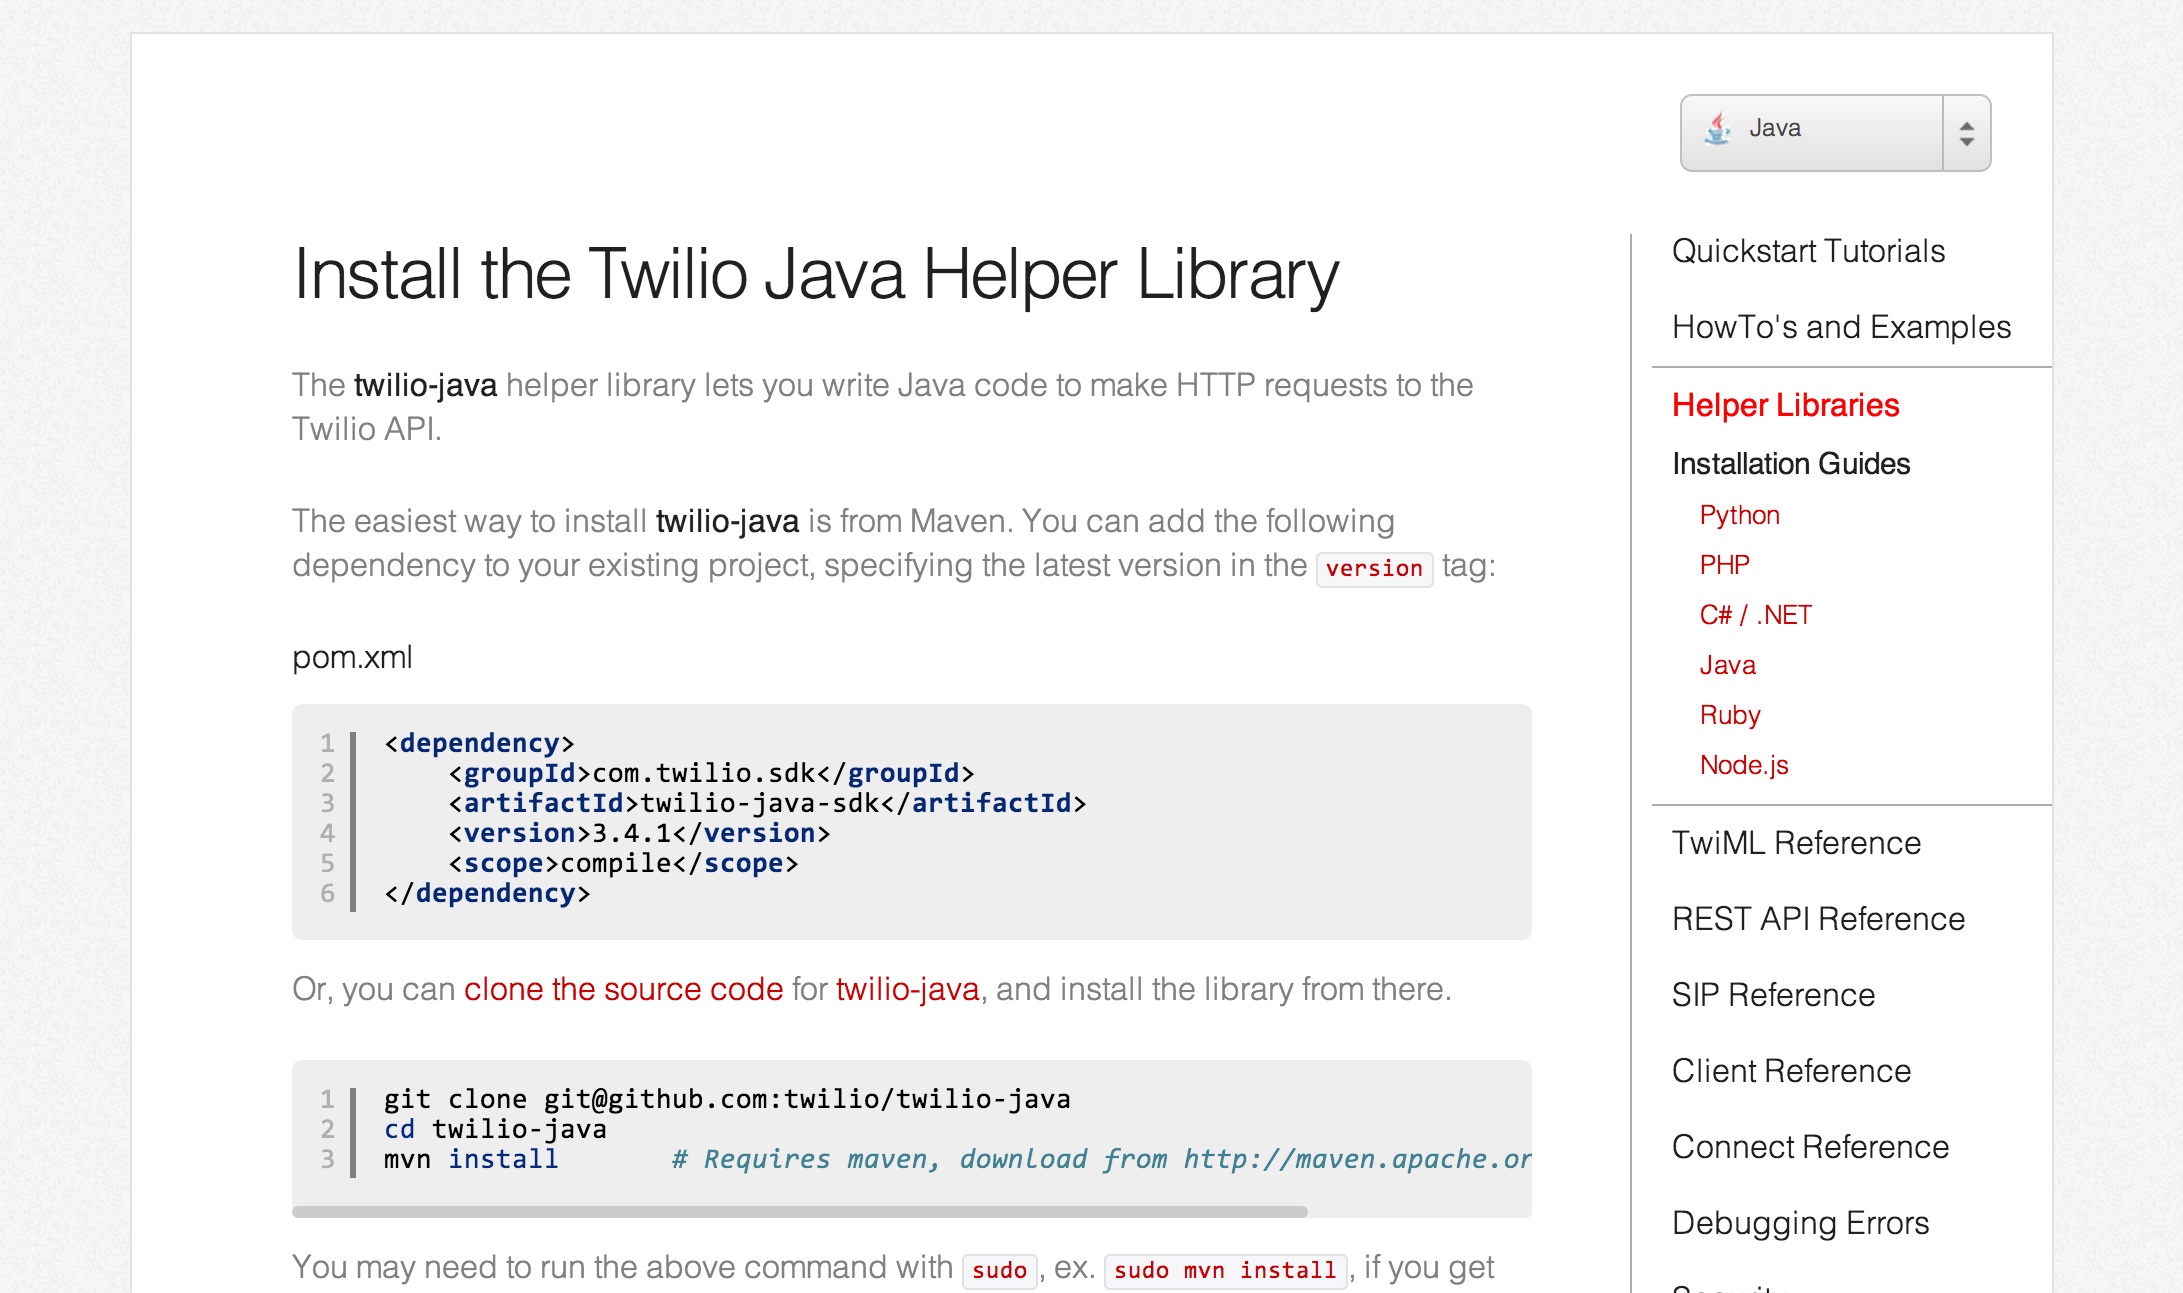 Java
Install the Twilio Java Helper Library
The twilio-java helper library lets you write Java code to make HTTP requests to the
Twilio API.
The easiest way to install twilio-java is from Maven. You can add the following
dependency to your existing project, specifying the latest version in the version tag:
pom.xml
1 <dependency>
2     <groupId>com.twilio.sdk</groupId>
3     <artifactId>twilio-java-sdk</artifactId>
4     <version>3.4.1</version>
5     <scope>compile</scope>
6 </dependency>
Or, you can clone the source code for twilio-java, and install the library from there.
1 git clone git@github.com:twilio/twilio-java
2 cd twilio-java
3 mvn install       # Requires maven, download from http://maven.apache.or
You may need to run the above command with sudo, ex. sudo mvn install, if you get
Quickstart Tutorials
HowTo's and Examples
Helper Libraries
Installation Guides
Python
PHP
C# / .NET
Java
Ruby
Node.js
TwiML Reference
REST API Reference
SIP Reference
Client Reference
Connect Reference
Debugging Errors